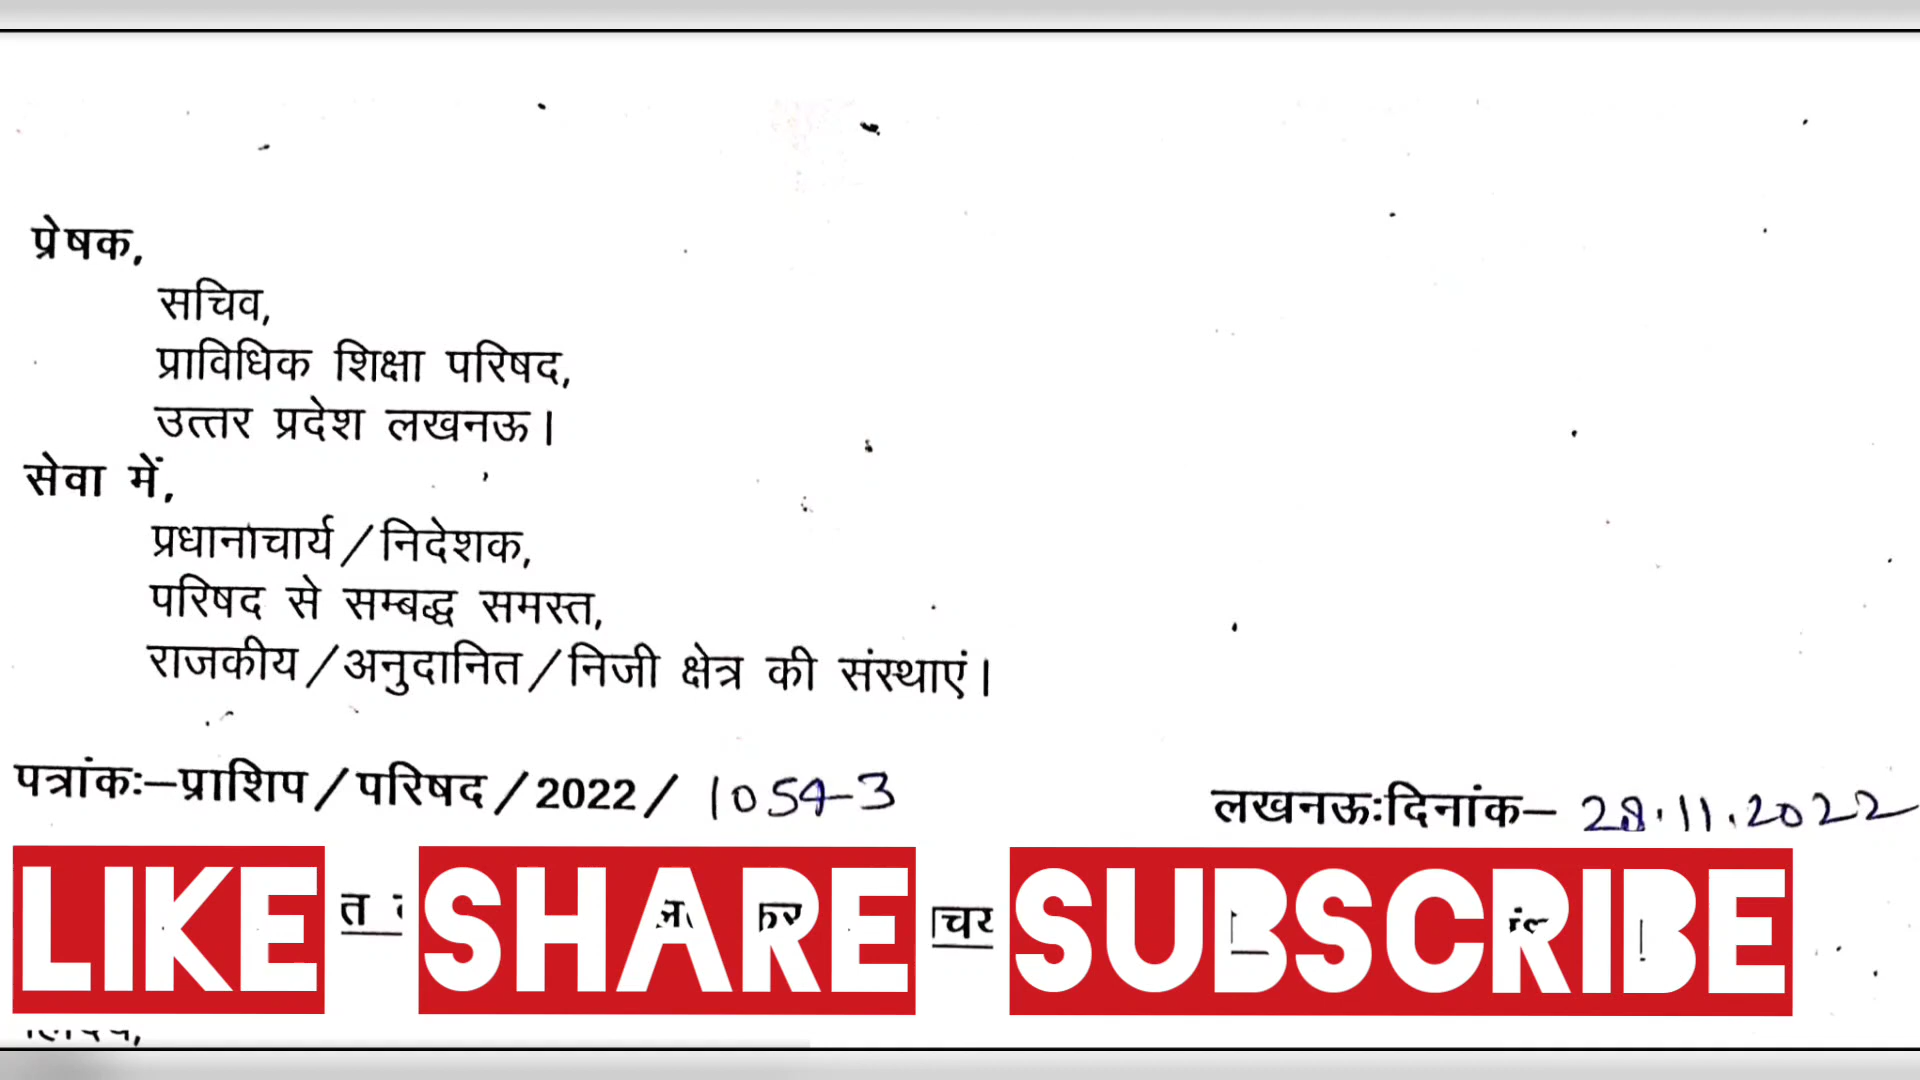 प्रेषक,
सचिव,
प्राविधिक शिक्षा परिषद,
उत्तर प्रदेश लखनऊ।
सेवा में,
प्रधानाचार्य/निदेशक,
परिषद से सम्बद्ध समस्त,
राजकीय/अनुदानित/निजी क्षेत्र की संस्थाएं।
पत्रांकः–प्राशिप/परिषद/2022/ 1054-3 लखनऊःदिनांक– 28.11.2022
LIKE SHARE SUBSCRIBE